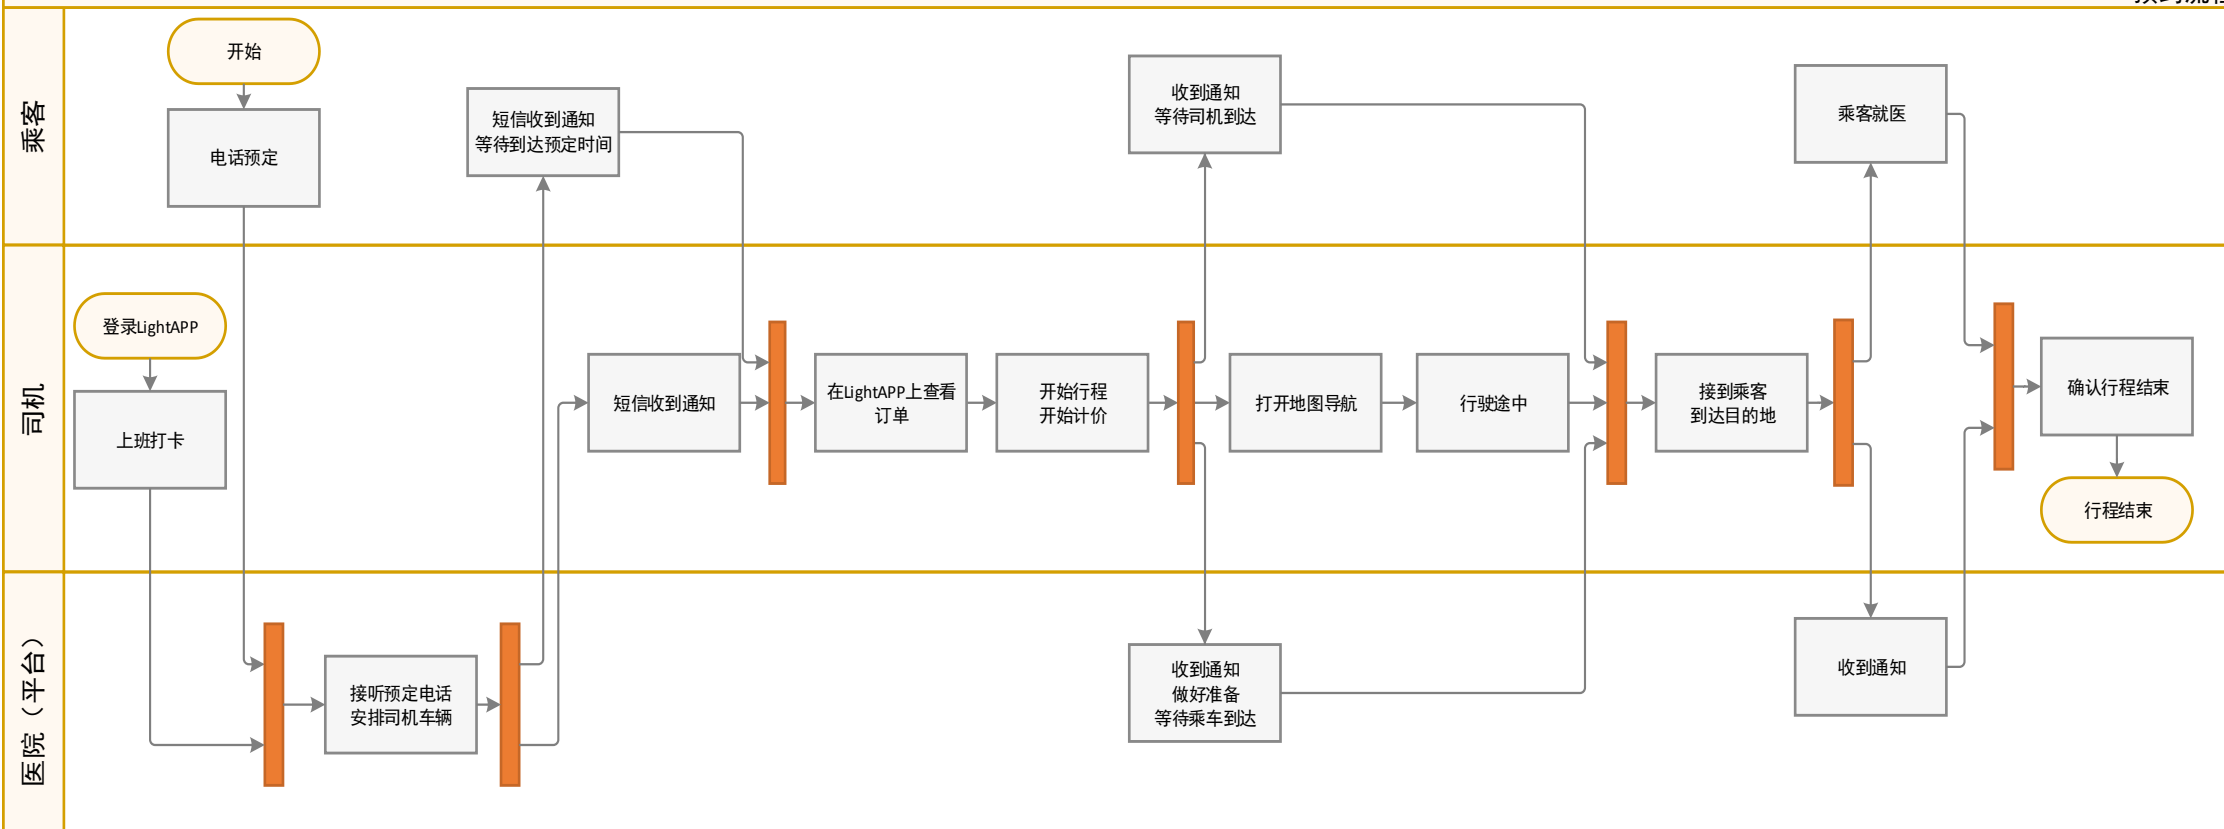 乘客
开始
电话预定
短信收到通知
等待到达预定时间
收到通知
等待司机到达
乘客就医
司机
登录LightAPP
上班打卡
短信收到通知
在LightAPP上查看
订单
开始行程
开始计价
打开地图导航
行驶途中
接到乘客
到达目的地
确认行程结束
行程结束
医院（平台）
接听预定电话
安排司机车辆
收到通知
做好准备
等待乘车到达
收到通知